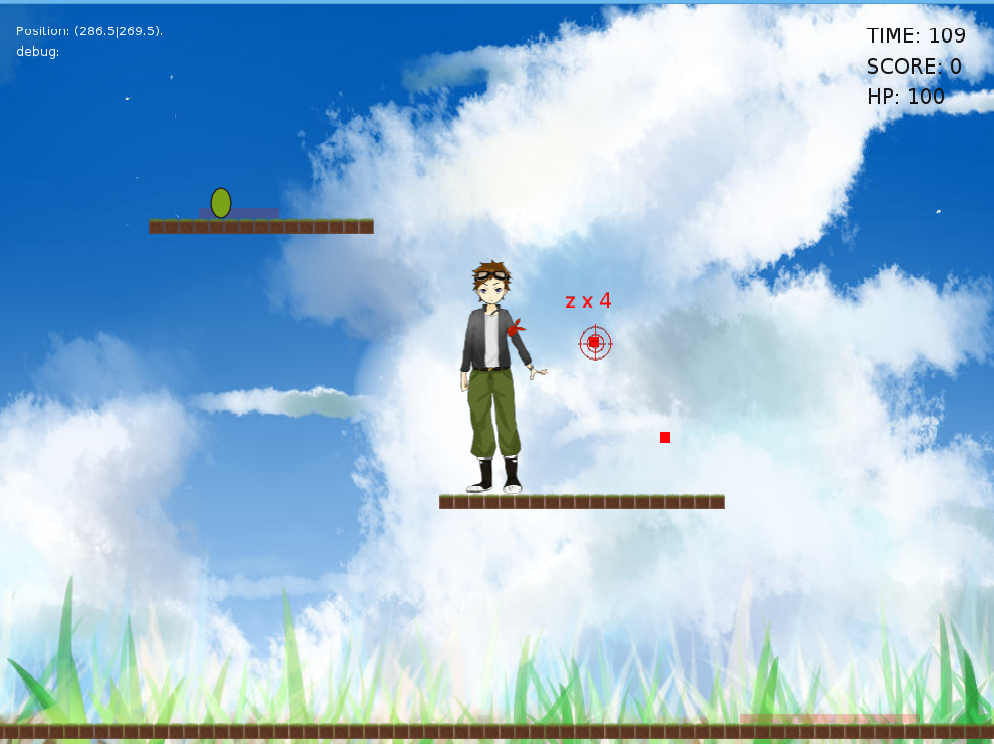 Position: (286.5|269.5).
debug:
TIME: 109
SCORE: 0
HP: 100
z x 4